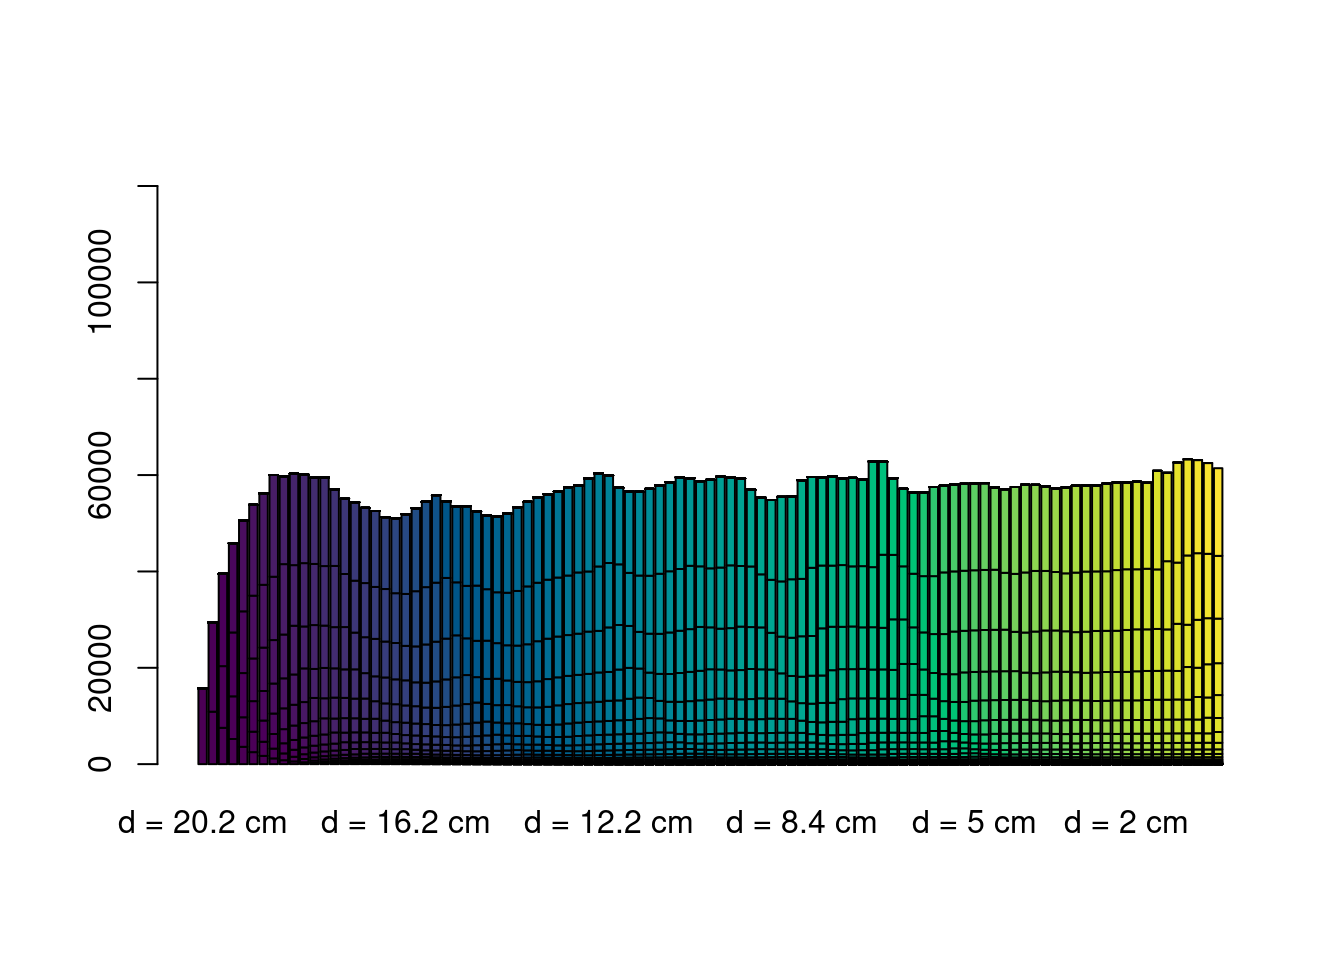 100000
60000
20000
0
d = 20.2 cm d = 16.2 cm d = 12.2 cm d = 8.4 cm d = 5 cm d = 2 cm